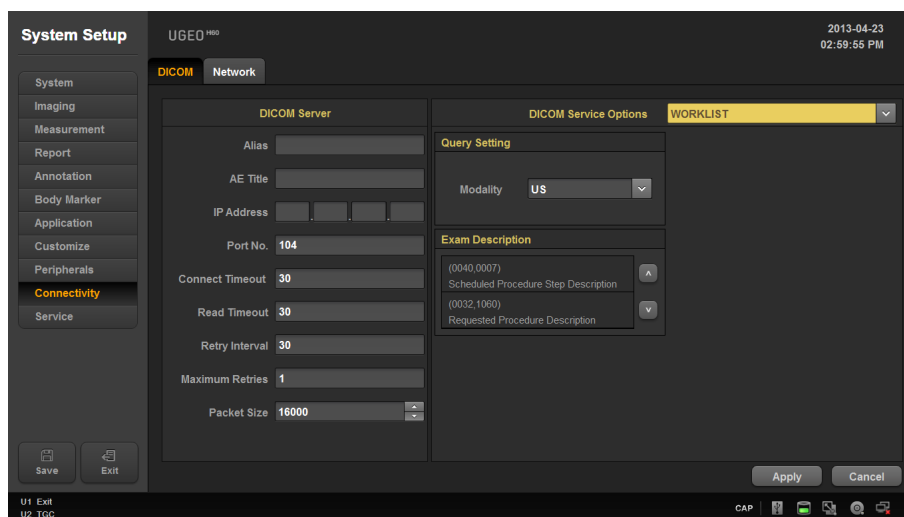 System Setup
UGEO H60
2013-04-23
02:59:55 PM
System
Imaging
Measurement
Report
Annotation
Body Marker
Application
Customize
Peripherals
Connectivity
Service
Save
Exit
DICOM
Network
DICOM Server
Alias
AE Title
IP Address . . .
Port No. 104
Connect Timeout 30
Read Timeout 30
Retry Interval 30
Maximum Retries 1
Packet Size 16000
DICOM Service Options WORKLIST
Query Setting
Modality US
Exam Description
(0040,0007)
Scheduled Procedure Step Description
(0032,1060)
Requested Procedure Description
Apply
Cancel
U1 Exit
U2 TGC
CAP